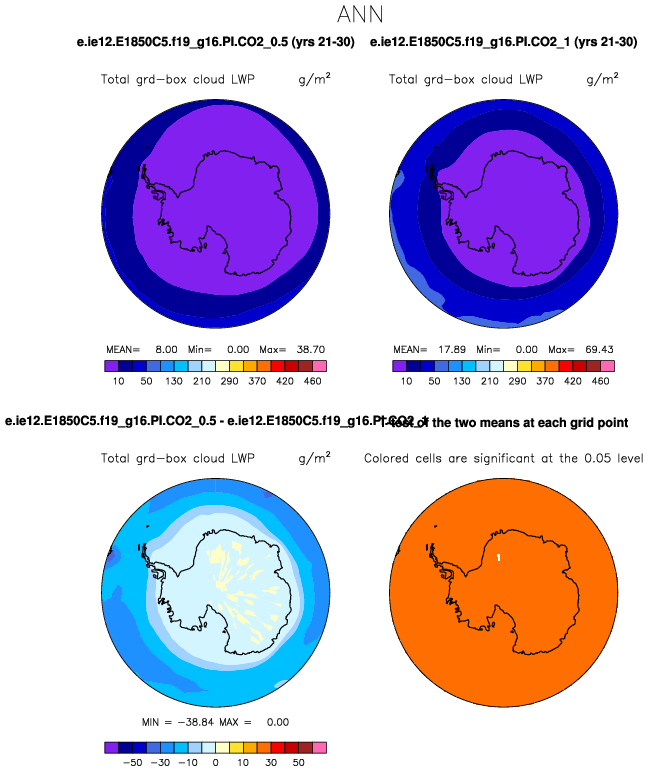 ANN
e.ie12.E1850C5.f19_g16.PI.CO2_0.5 (yrs 21-30)
e.ie12.E1850C5.f19_g16.PI.CO2_1 (yrs 21-30)
Total grd-box cloud LWP g/m²
Total grd-box cloud LWP g/m²
MEAN= 8.00 Min= 0.00 Max= 38.70
10 50 130 210 290 370 420 460
MEAN= 17.89 Min= 0.00 Max= 69.43
10 50 130 210 290 370 420 460
e.ie12.E1850C5.f19_g16.PI.CO2_0.5 - e.ie12.E1850C5.f19_g16.PI.CO2_1
T-test of the two means at each grid point
Total grd-box cloud LWP g/m²
Colored cells are significant at the 0.05 level
MIN = -38.84 MAX = 0.00
-50 -30 -10 0 10 30 50